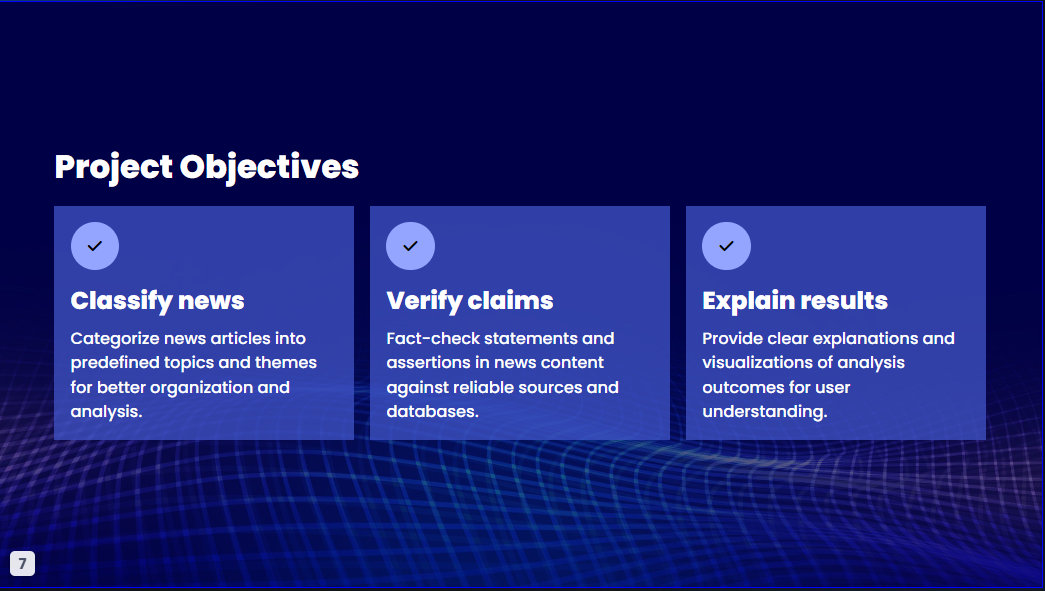 Project Objectives
Classify news
Categorize news articles into
predefined topics and themes
for better organization and
analysis.
Verify claims
Fact-check statements and
assertions in news content
against reliable sources and
databases.
Explain results
Provide clear explanations and
visualizations of analysis
outcomes for user
understanding.
7